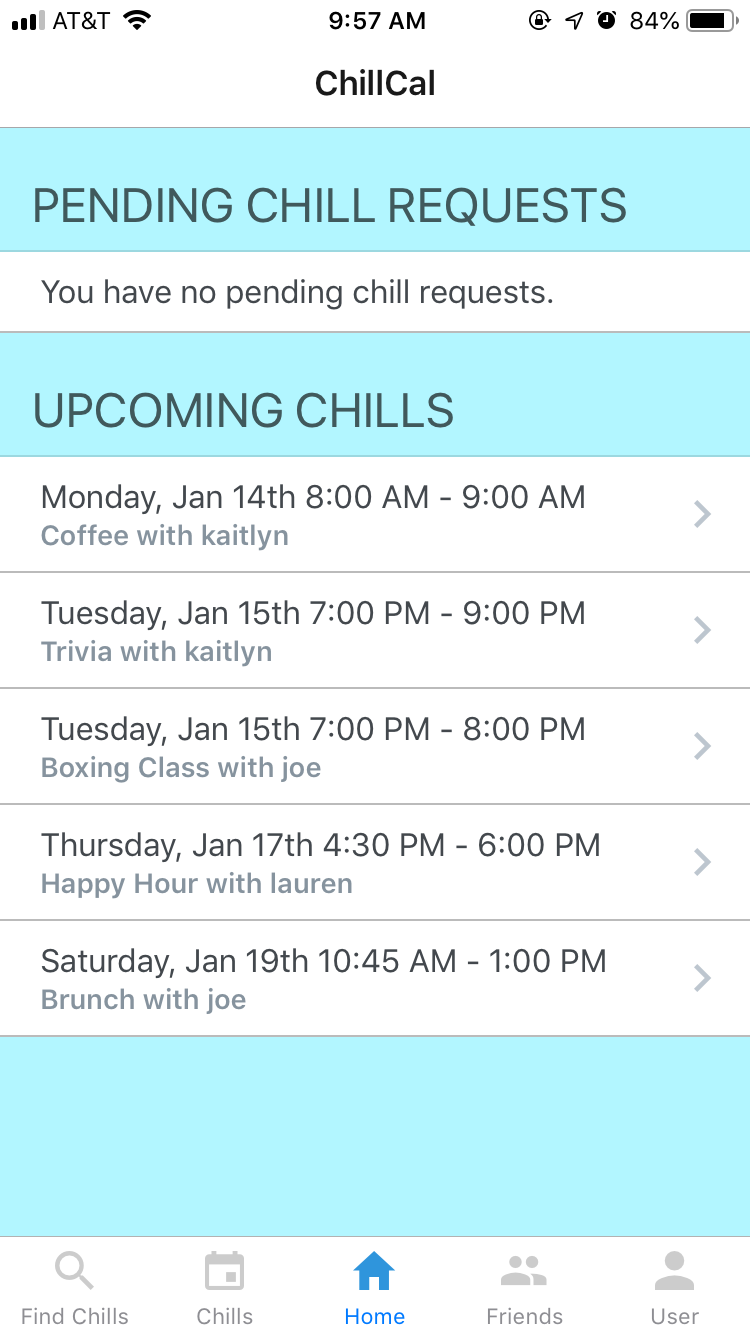 AT&T 9:57 AM 84%
ChillCal
PENDING CHILL REQUESTS
You have no pending chill requests.
UPCOMING CHILLS
Monday, Jan 14th 8:00 AM - 9:00 AM
Coffee with kaitlyn
Tuesday, Jan 15th 7:00 PM - 9:00 PM
Trivia with kaitlyn
Tuesday, Jan 15th 7:00 PM - 8:00 PM
Boxing Class with joe
Thursday, Jan 17th 4:30 PM - 6:00 PM
Happy Hour with lauren
Saturday, Jan 19th 10:45 AM - 1:00 PM
Brunch with joe
Find Chills Chills Home Friends User